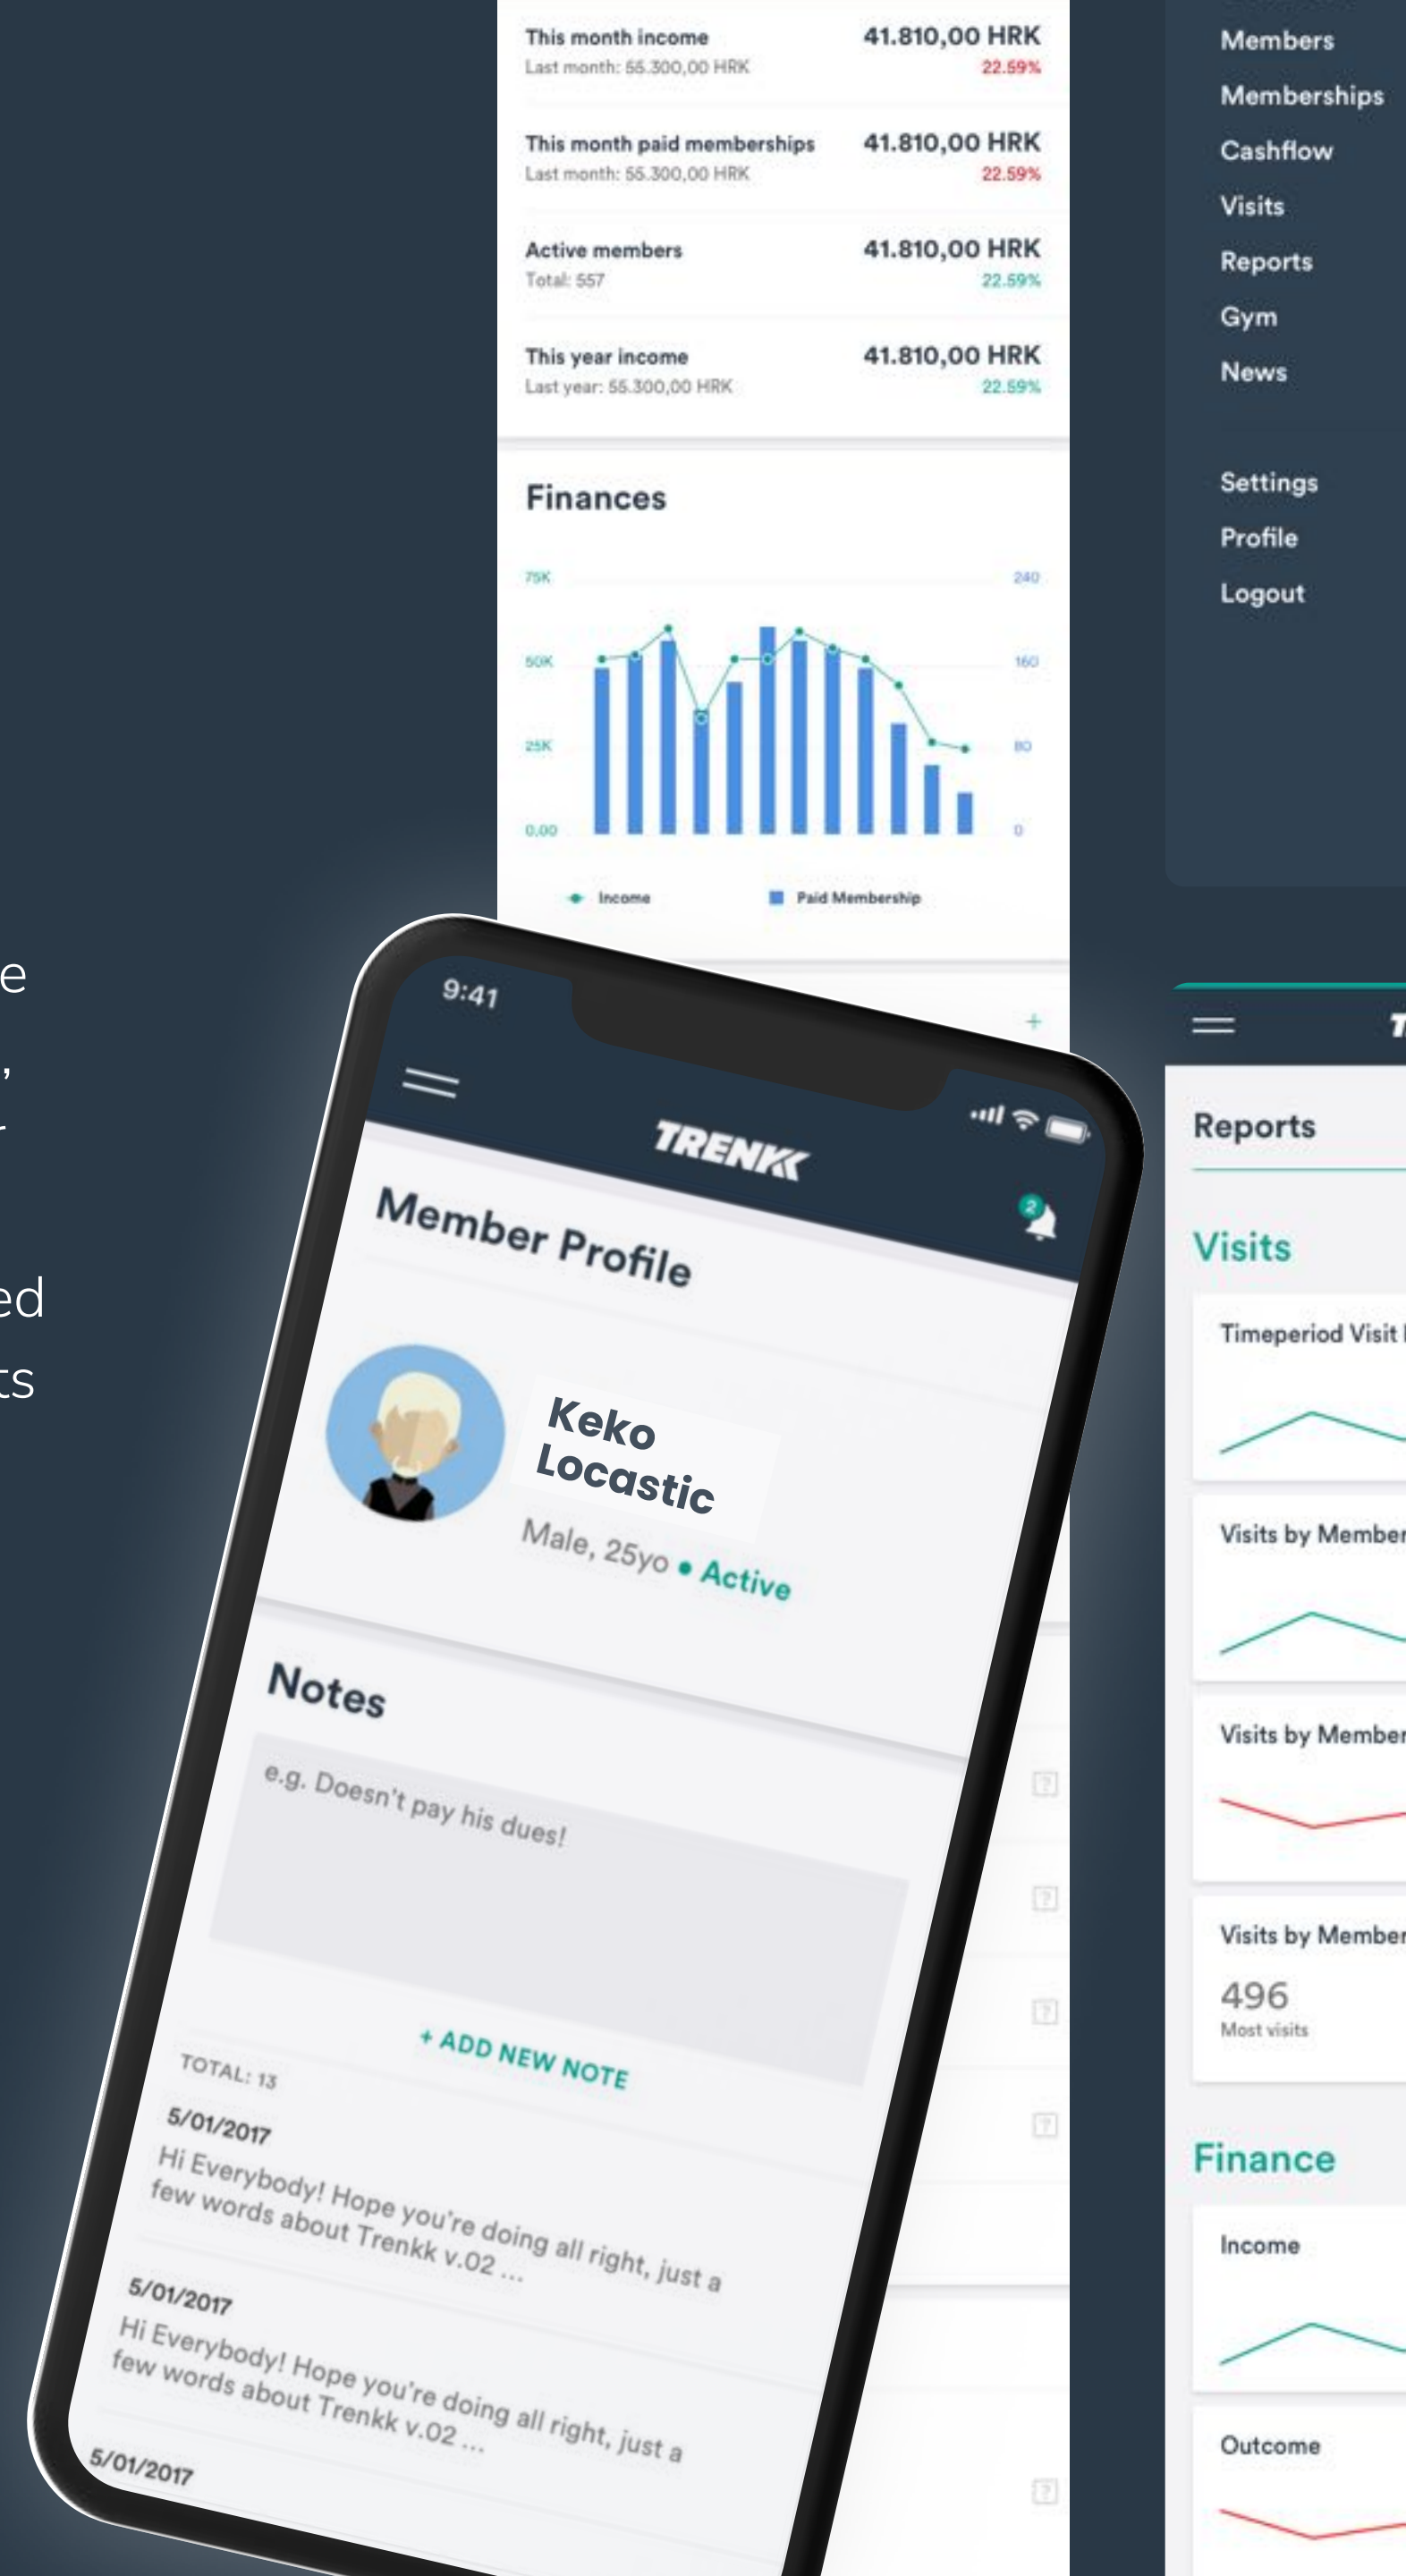 This month income 41.810,00 HRK
Last month: 55.300,00 HRK 22.59%
This month paid memberships 41.810,00 HRK
Last month: 55.300,00 HRK 22.59%
Active members 41.810,00 HRK
Total: 557 22.59%
This year income 41.810,00 HRK
Last year: 55.300,00 HRK 22.59%
Finances
75K 240
50K 160
25K 80
0,00 0
Income Paid Membership
+
Members
Memberships
Cashflow
Visits
Reports
Gym
News
Settings
Profile
Logout
e
,
r
ed
ts
9:41
TRENKK
2
Member Profile
Keko
Locastic
Male, 25yo • Active
Notes
e.g. Doesn't pay his dues!
+ ADD NEW NOTE
TOTAL: 13
5/01/2017
Hi Everybody! Hope you're doing all right, just a
few words about Trenkk v.02 ...
5/01/2017
Hi Everybody! Hope you're doing all right, just a
few words about Trenkk v.02 ...
5/01/2017
?
?
?
?
?
T
Reports
Visits
Timeperiod Visit
Visits by Member
Visits by Member
Visits by Member
496
Most visits
Finance
Income
Outcome